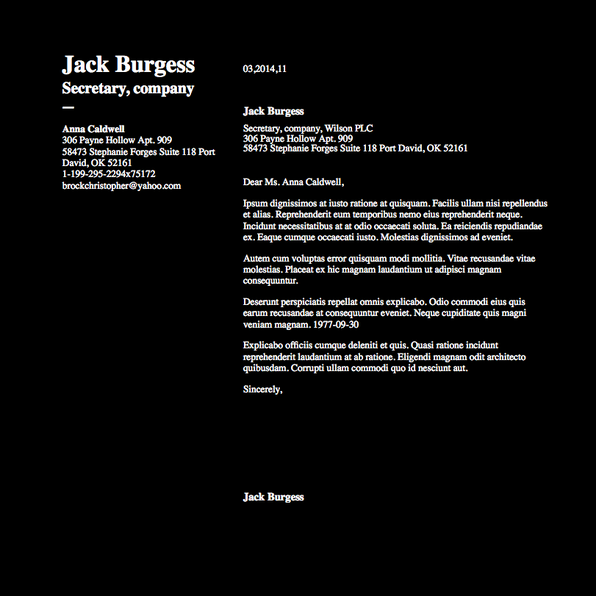 Jack Burgess
Secretary, company
—
Anna Caldwell
306 Payne Hollow Apt. 909
58473 Stephanie Forges Suite 118 Port
David, OK 52161
1-199-295-2294x75172
brockchristopher@yahoo.com
03,2014,11
Jack Burgess
Secretary, company, Wilson PLC
306 Payne Hollow Apt. 909
58473 Stephanie Forges Suite 118 Port David, OK 52161
Dear Ms. Anna Caldwell,
Ipsum dignissimos at iusto ratione at quisquam. Facilis ullam nisi repellendus
et alias. Reprehenderit eum temporibus nemo eius reprehenderit neque.
Incidunt necessitatibus at at odio occaecati soluta. Ea reiciendis repudiandae
ex. Eaque cumque occaecati iusto. Molestias dignissimos ad eveniet.
Autem cum voluptas error quisquam modi mollitia. Vitae recusandae vitae
molestias. Placeat ex hic magnam laudantium ut adipisci magnam
consequuntur.
Deserunt perspiciatis repellat omnis explicabo. Odio commodi eius quis
earum recusandae at consequuntur eveniet. Neque cupiditate quis magni
veniam magnam. 1977-09-30
Explicabo officiis cumque deleniti et quis. Quasi ratione incidunt
reprehenderit laudantium at ab ratione. Eligendi magnam odit architecto
quibusdam. Corrupti ullam commodi quo id nesciunt aut.
Sincerely,
Jack Burgess